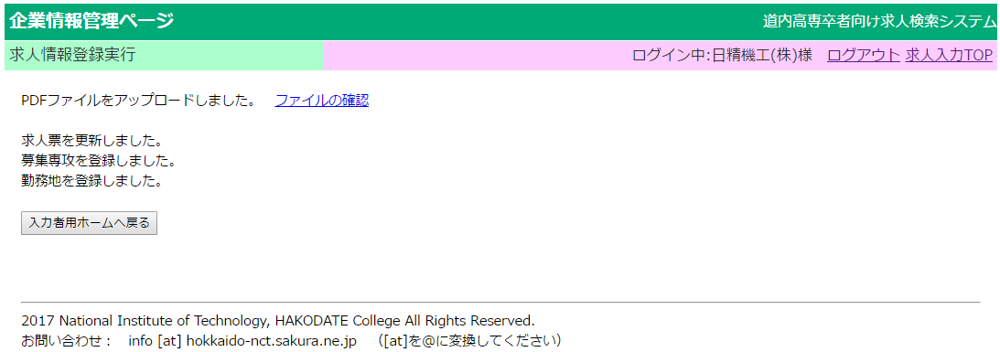 企業情報管理ページ 道内高専卒者向け求人検索システム
求人情報登録実行 ログイン中:日精機工(株)様 ログアウト 求人入力TOP
PDFファイルをアップロードしました。 ファイルの確認
求人票を更新しました。
募集専攻を登録しました。
勤務地を登録しました。
入力者用ホームへ戻る
2017 National Institute of Technology, HAKODATE College All Rights Reserved.
お問い合わせ： info [at] hokkaido-nct.sakura.ne.jp （[at]を@に変換してください）